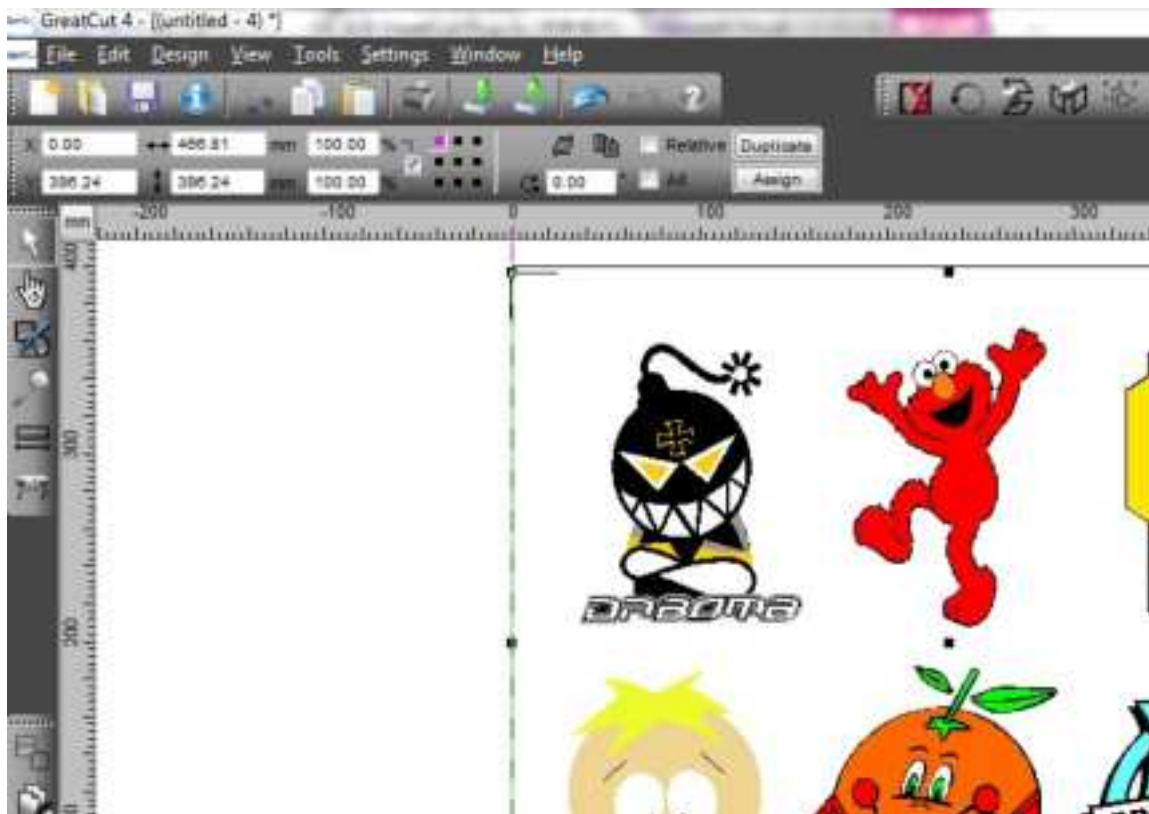 GreatCut 4 - [(untitled - 4) *]
File Edit Design View Tools Settings Window Help
X 0.00 466.81 mm 100.00 % Relative Duplicate
396.24 396.24 mm 100.00 % 0.00 ° All Assign
mm -200 -100 0 100 200 300
400
300
200
DRBOMB